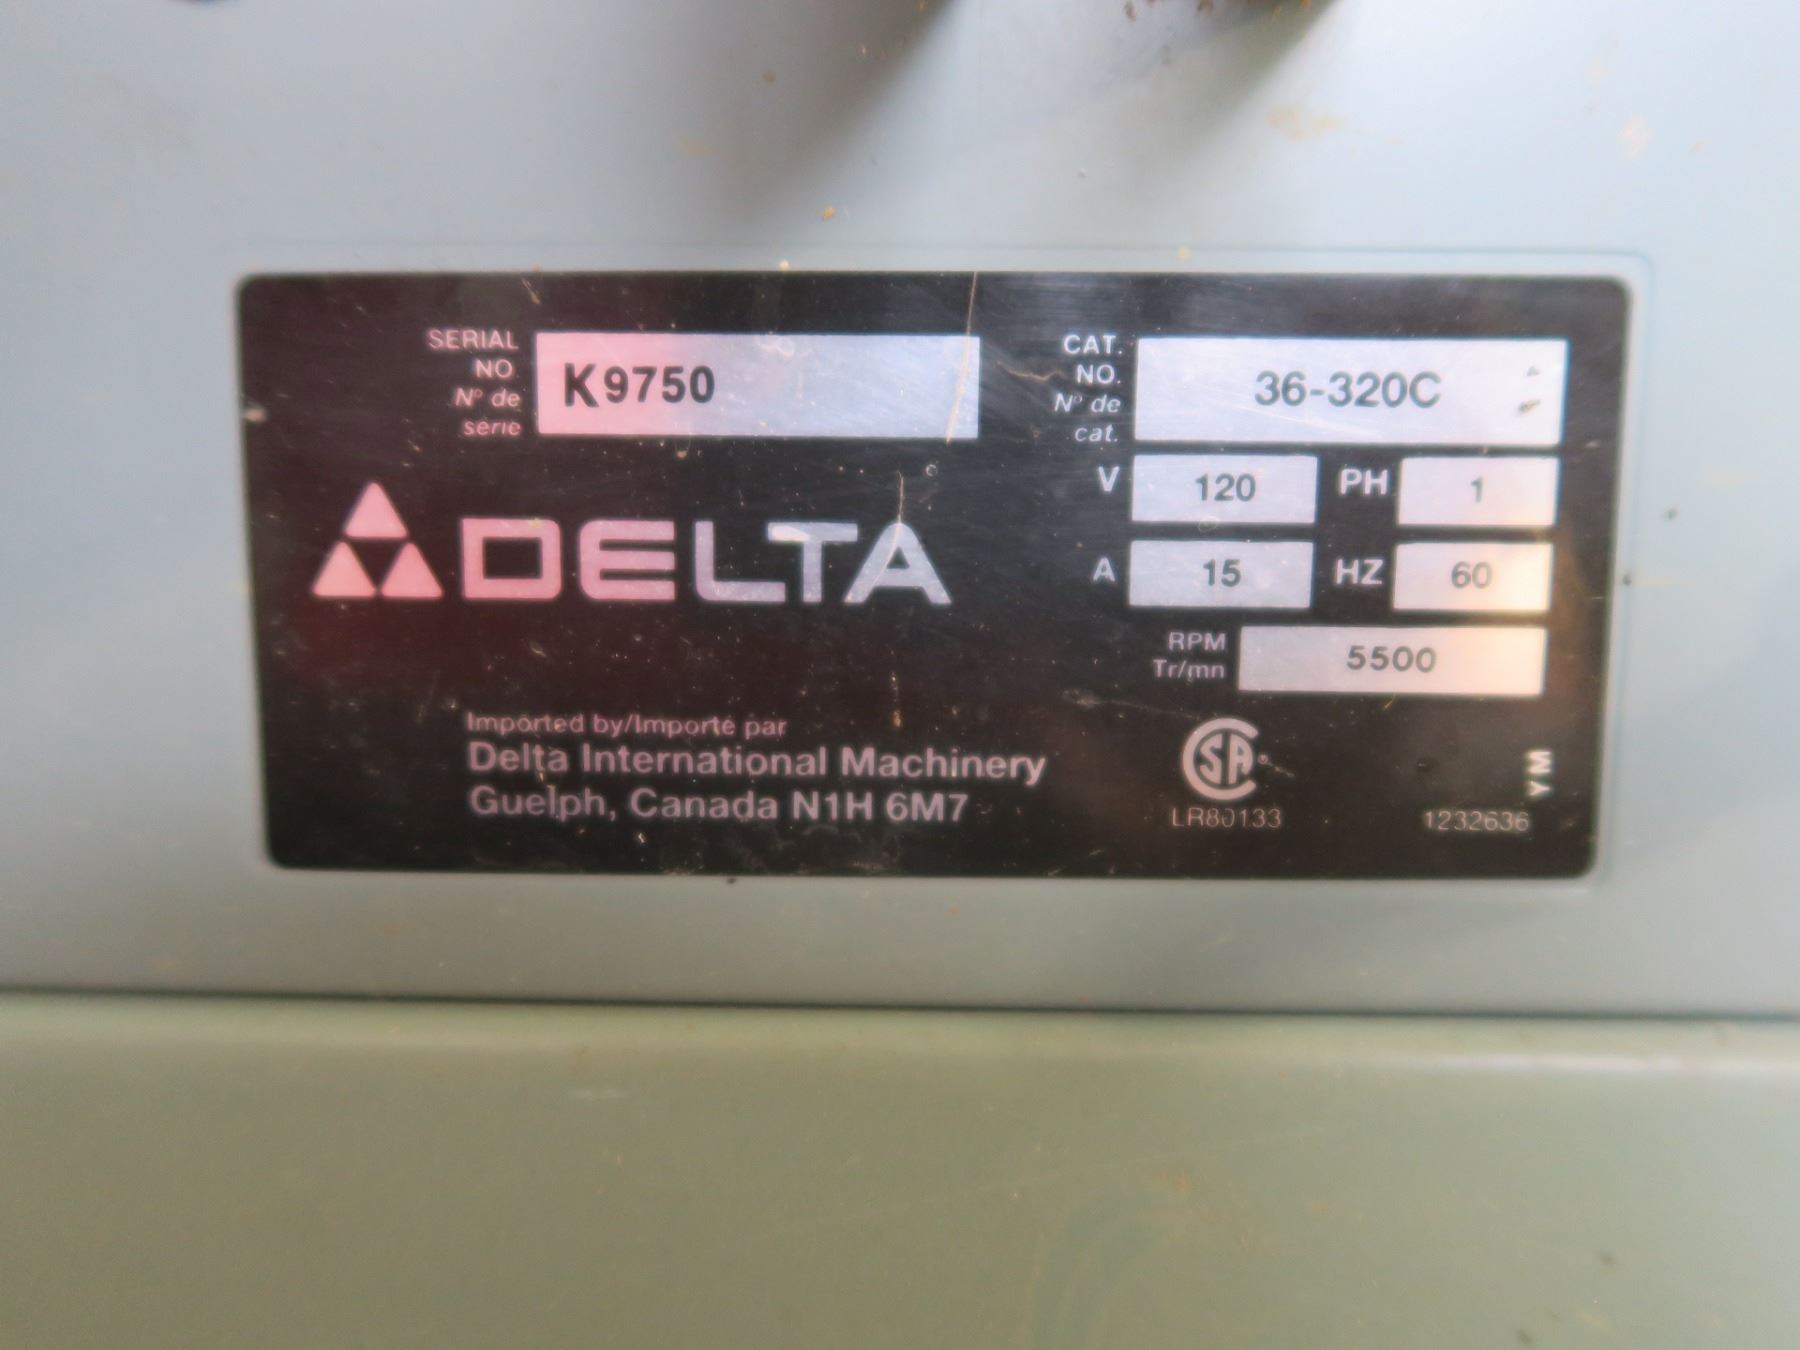 SERIAL
NO
Nº de
série
K9750
CAT.
NO.
Nº de
cat.
36-320C
V 120 PH 1
A 15 HZ 60
RPM
Tr/mn
5500
DELTA
Imported by/Importé par
Delta International Machinery
Guelph, Canada N1H 6M7
CSA
LR80133
1232636
YM